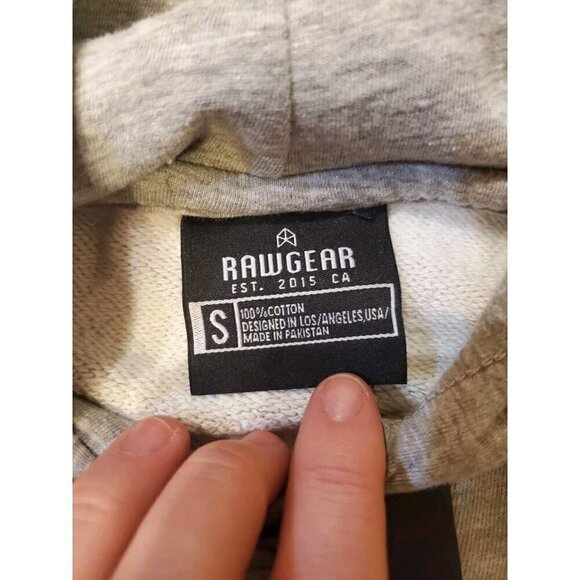 RAWGEAR
EST. 2015 CA
S
100%COTTON
DESIGNED IN LOS/ANGELES,USA/
MADE IN PAKISTAN